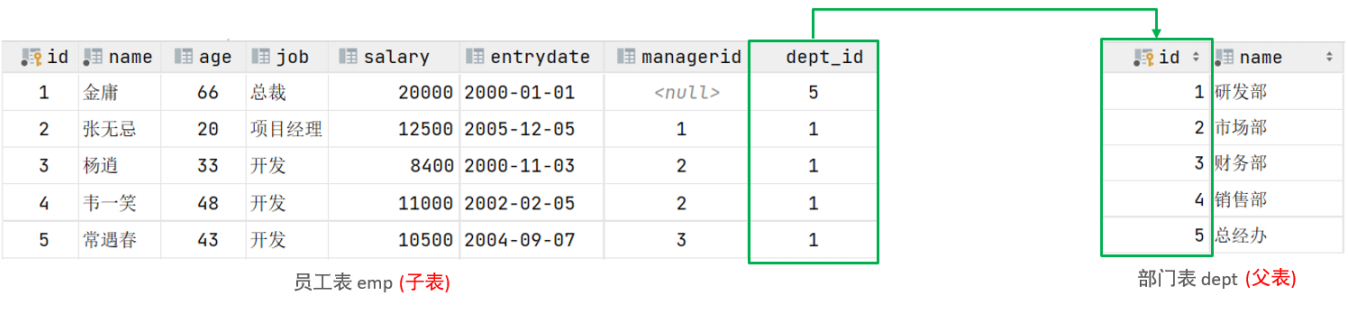 id name age job salary entrydate managerid dept_id
1 金庸 66 总裁 20000 2000-01-01 <null> 5
2 张无忌 20 项目经理 12500 2005-12-05 1 1
3 杨逍 33 开发 8400 2000-11-03 2 1
4 韦一笑 48 开发 11000 2002-02-05 2 1
5 常遇春 43 开发 10500 2004-09-07 3 1
员工表 emp (子表)
id name
1 研发部
2 市场部
3 财务部
4 销售部
5 总经办
部门表 dept (父表)